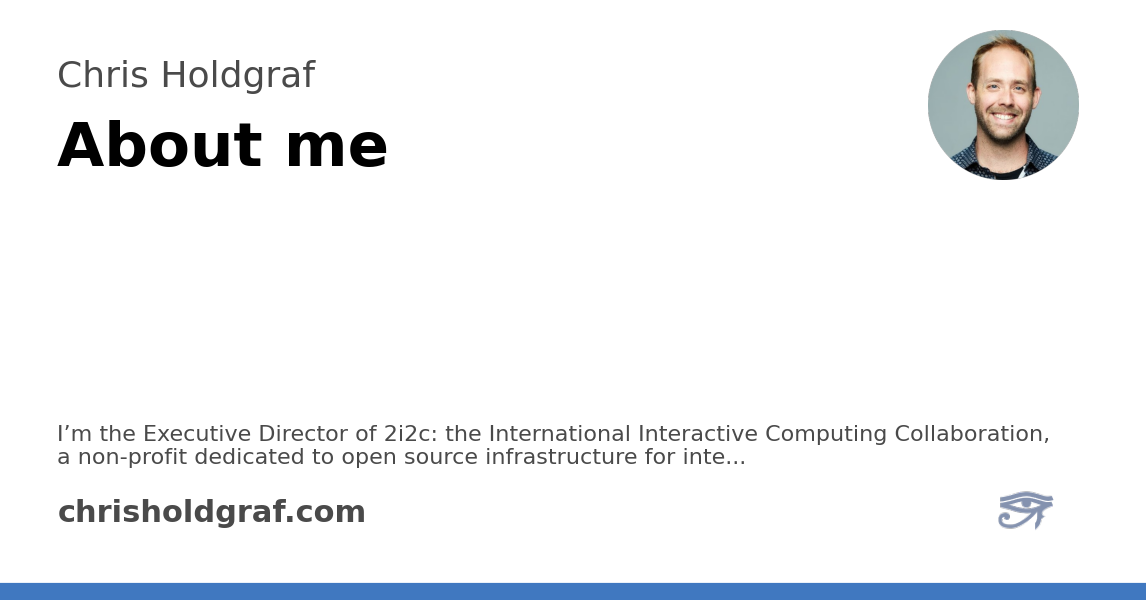 Chris Holdgraf
About me
I’m the Executive Director of 2i2c: the International Interactive Computing Collaboration,
a non-profit dedicated to open source infrastructure for inte...
chrisholdgraf.com